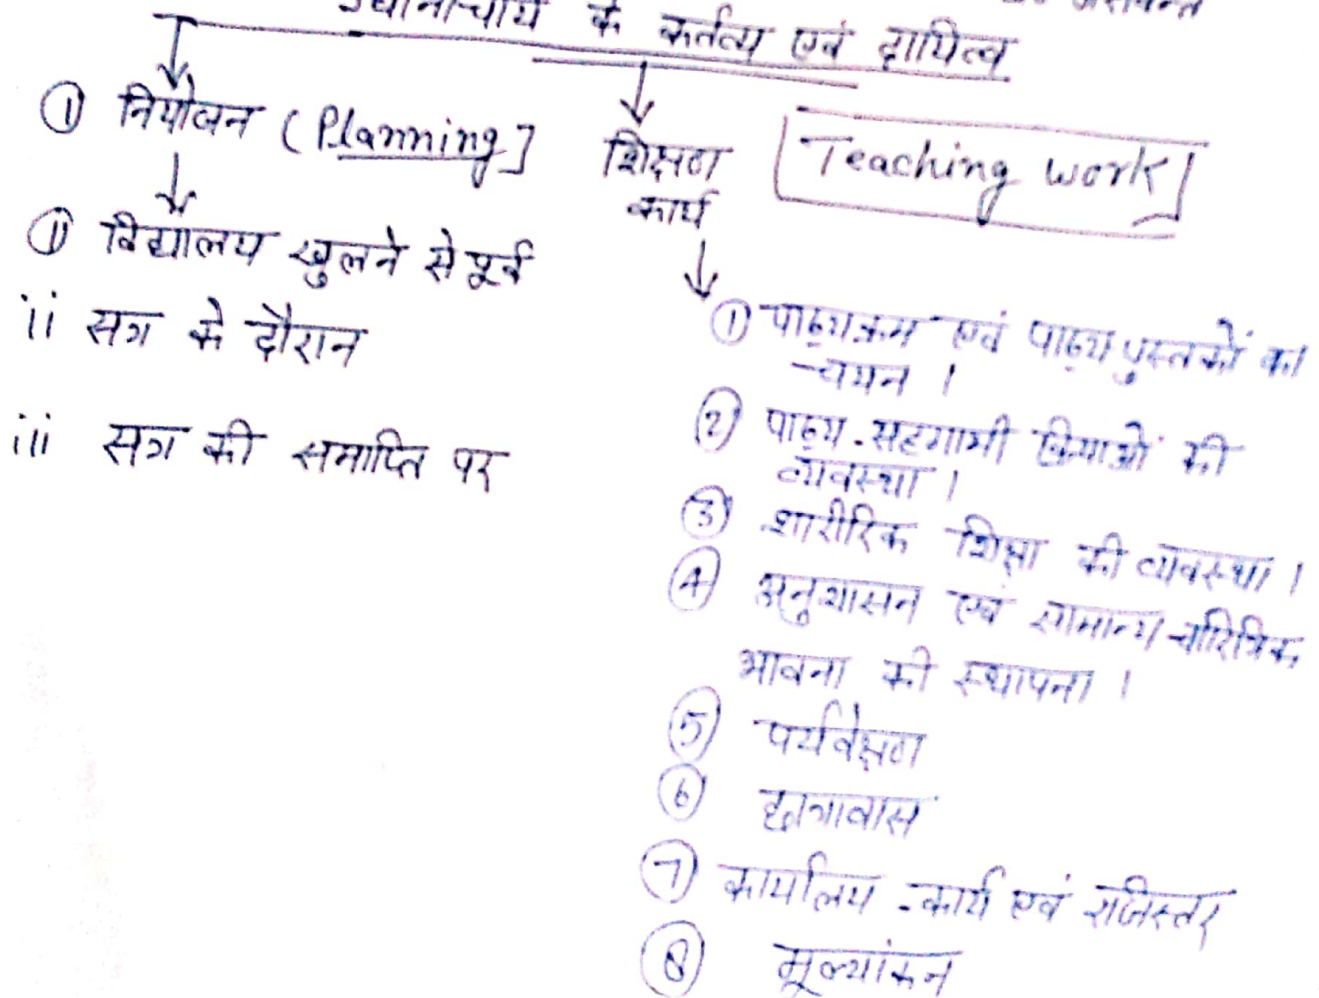 प्रधानाचार्य के कर्तव्य एवं दायित्व
① नियोजन (Planning]
शिक्षण [Teaching work]
कार्य
① विद्यालय खुलने से पूर्व
ii सत्र के दौरान
iii सत्र की समाप्ति पर
① पाठ्यक्रम एवं पाठ्यपुस्तकों का
चयन ।
② पाठ्य-सहगामी क्रियाओं की
व्यवस्था ।
③ शारीरिक शिक्षा की व्यवस्था ।
④ अनुशासन एवं सामान्य चारित्रिक
भावना की स्थापना ।
⑤ पर्यवेक्षण
⑥ छात्रावास
⑦ कार्यालय-कार्य एवं रजिस्टर
⑧ मूल्यांकन